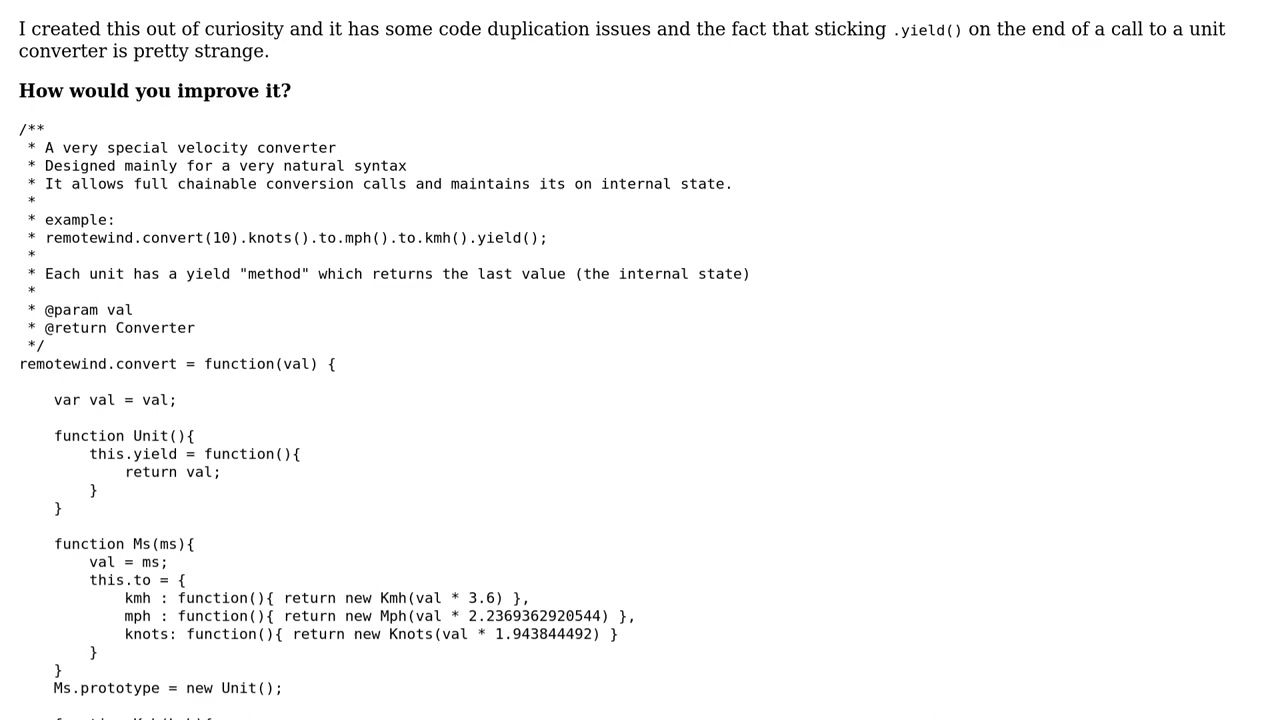 I created this out of curiosity and it has some code duplication issues and the fact that sticking .yield() on the end of a call to a unit
converter is pretty strange.
How would you improve it?
/**
 * A very special velocity converter
 * Designed mainly for a very natural syntax
 * It allows full chainable conversion calls and maintains its on internal state.
 *
 * example:
 * remotewind.convert(10).knots().to.mph().to.kmh().yield();
 *
 * Each unit has a yield "method" which returns the last value (the internal state)
 *
 * @param val
 * @return Converter
 */
remotewind.convert = function(val) {
    var val = val;
    function Unit(){
        this.yield = function(){
            return val;
        }
    }
    function Ms(ms){
        val = ms;
        this.to = {
            kmh : function(){ return new Kmh(val * 3.6) },
            mph : function(){ return new Mph(val * 2.2369362920544) },
            knots: function(){ return new Knots(val * 1.943844492) }
        }
    }
    Ms.prototype = new Unit();